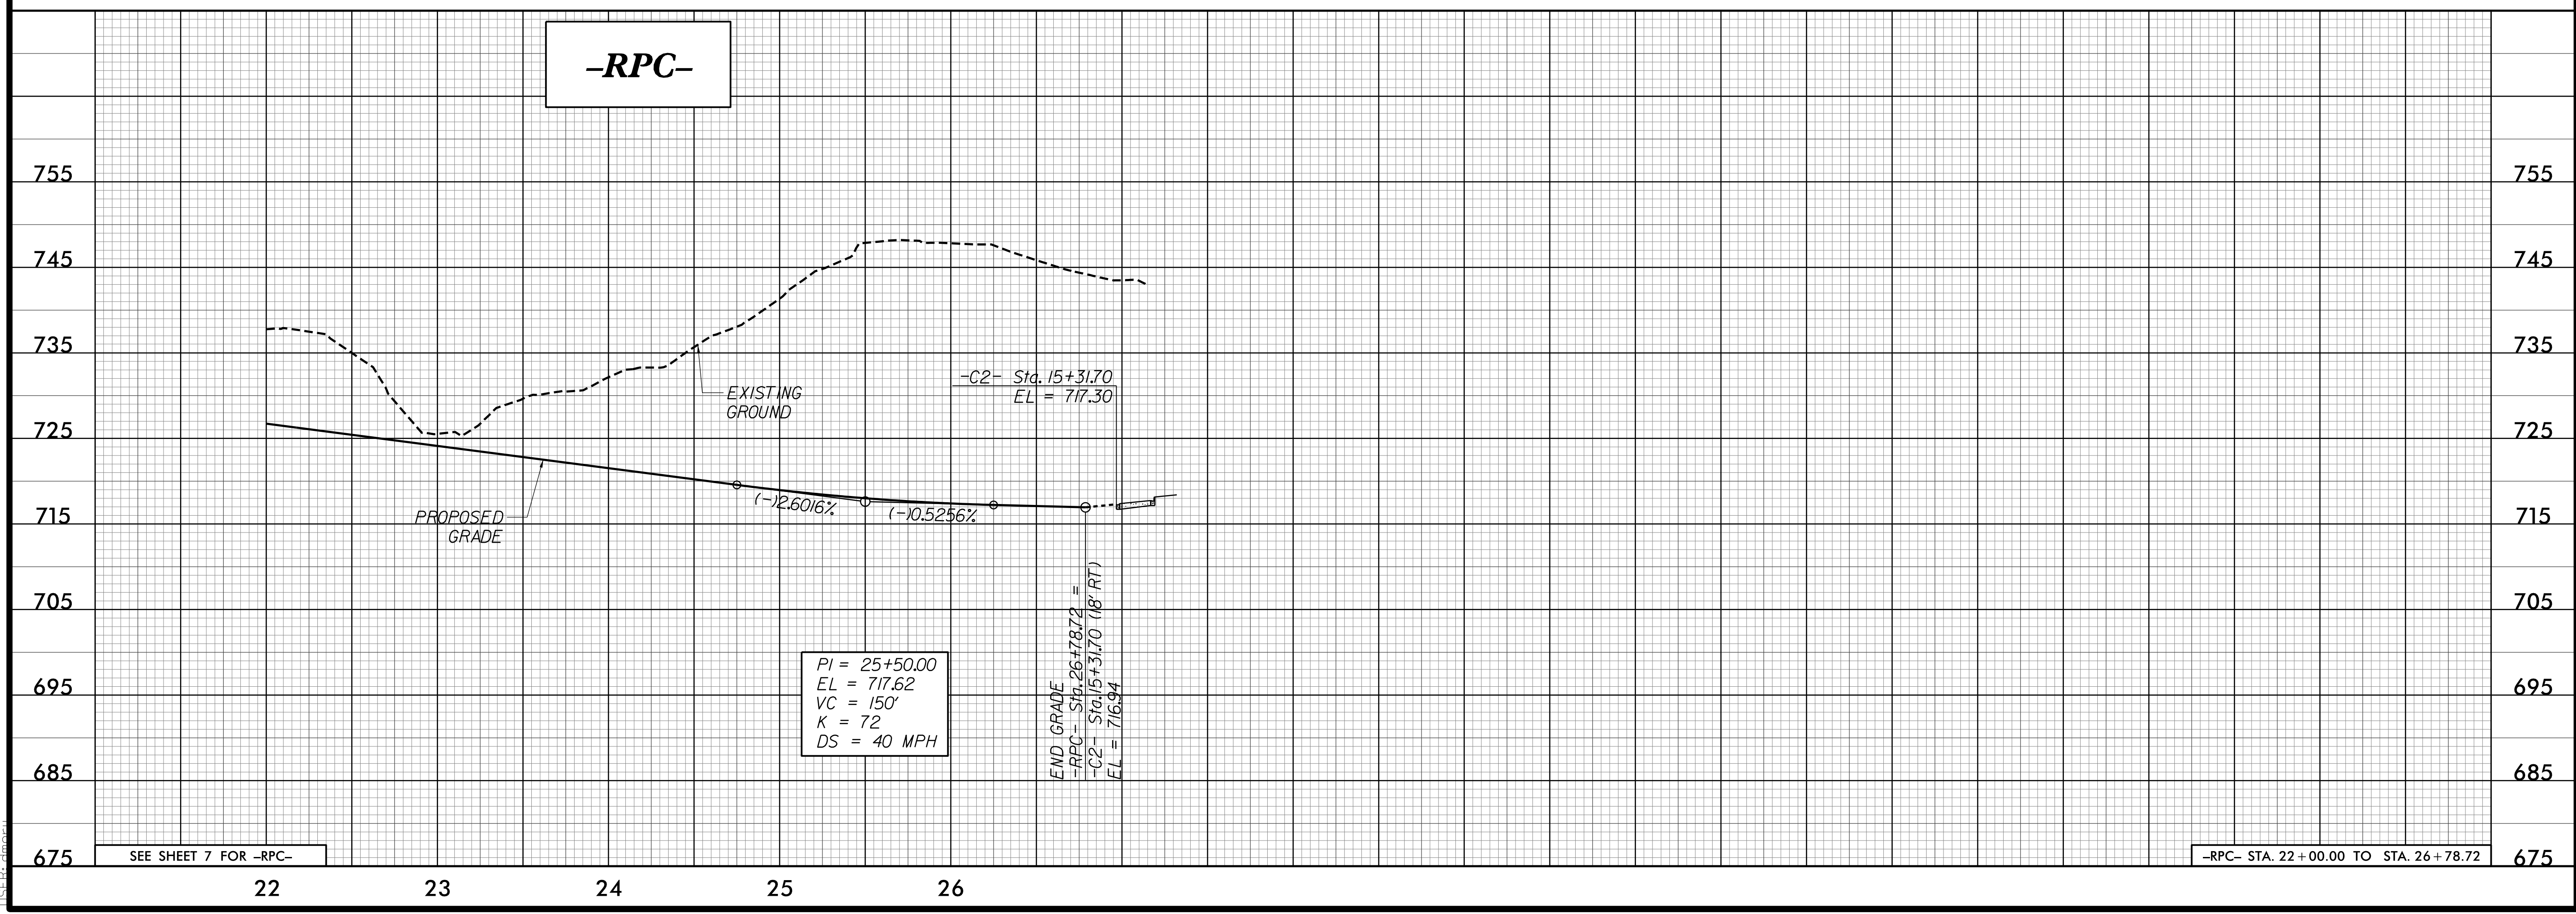 –RPC–
755
755
745
745
735
735
-C2- Sta. 15+31.70
EL = 717.30
EXISTING
GROUND
725
725
(-)2.6016%
(-)0.5256%
PROPOSED
GRADE
715
715
705
705
END GRADE
-RPC- Sta. 26+78.72 =
-C2- Sta. 15+31.70 (18' RT)
EL = 716.94
PI = 25+50.00
EL = 717.62
VC = 150'
K = 72
DS = 40 MPH
695
695
685
685
675
SEE SHEET 7 FOR –RPC–
–RPC– STA. 22+00.00 TO STA. 26+78.72
675
22 23 24 25 26